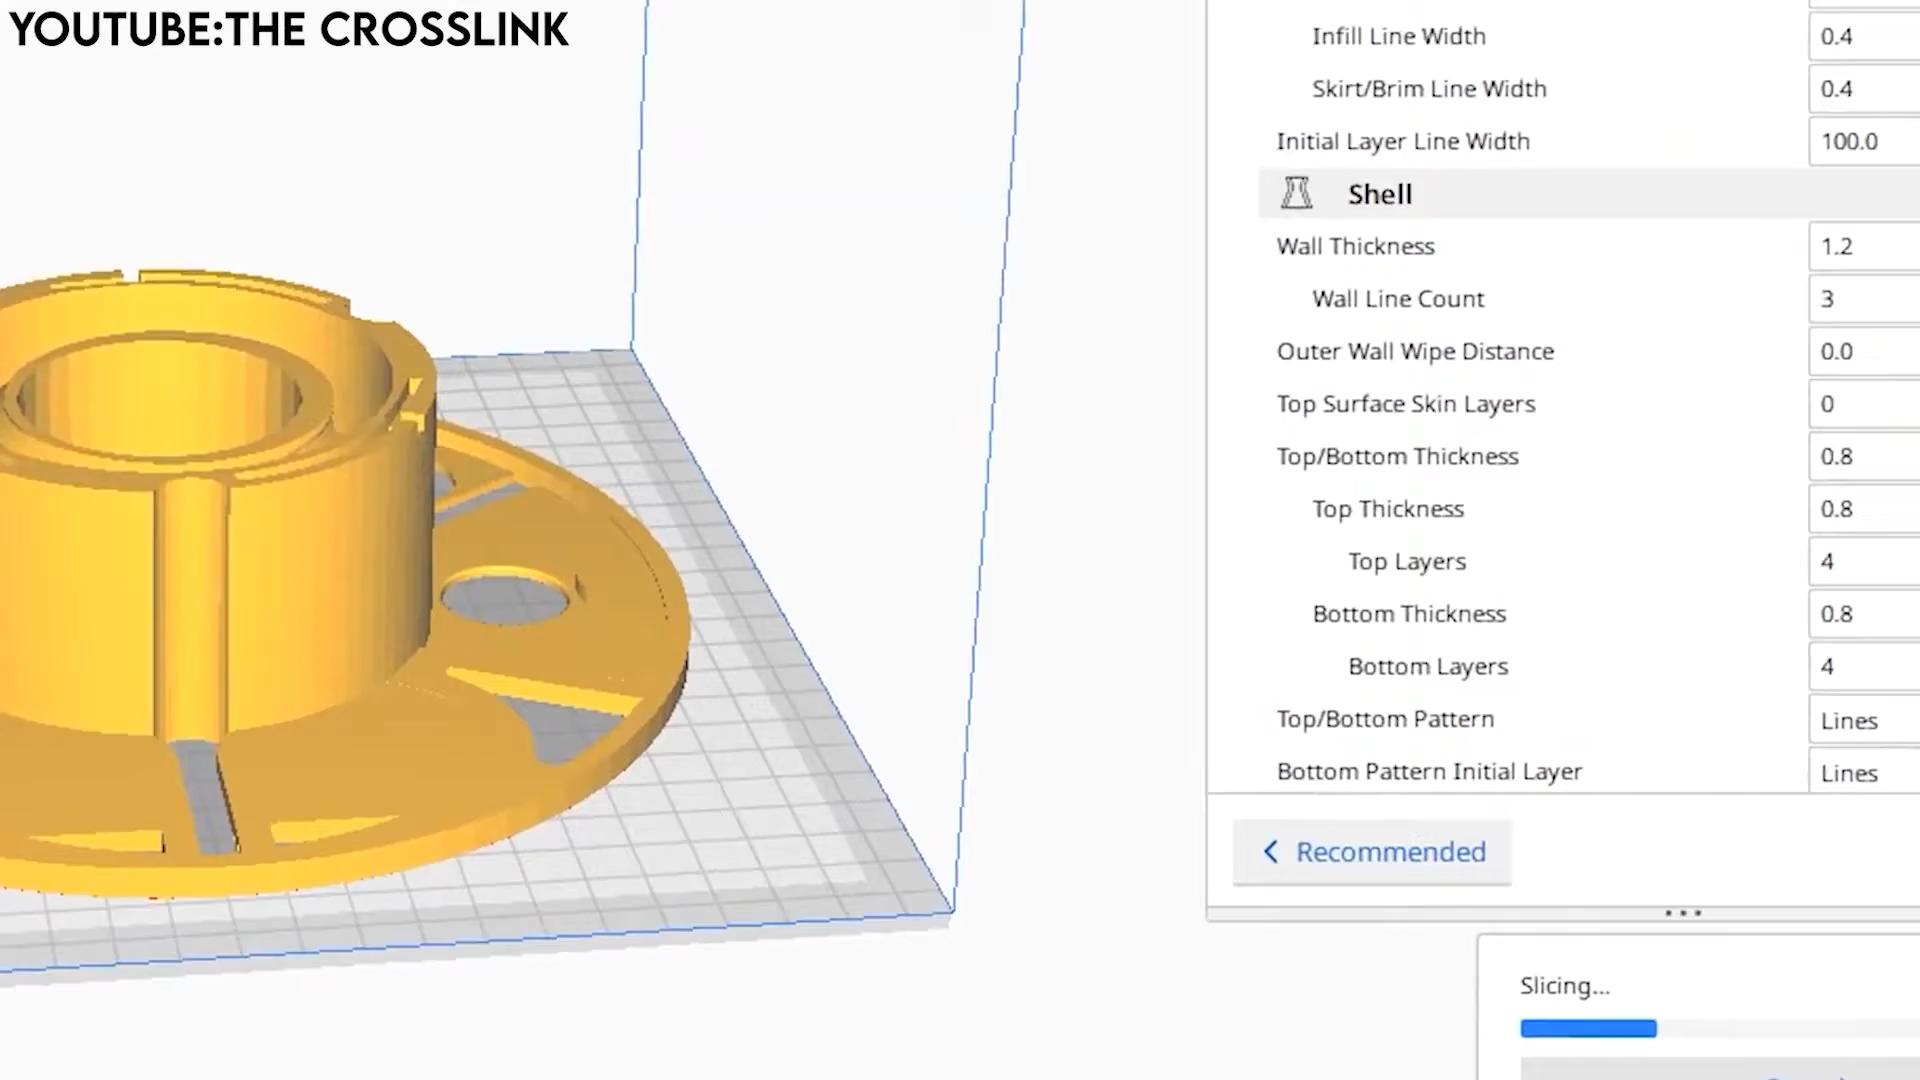 YOUTUBE:THE CROSSLINK
Infill Line Width 0.4
Skirt/Brim Line Width 0.4
Initial Layer Line Width 100.0
Shell
Wall Thickness 1.2
Wall Line Count 3
Outer Wall Wipe Distance 0.0
Top Surface Skin Layers 0
Top/Bottom Thickness 0.8
Top Thickness 0.8
Top Layers 4
Bottom Thickness 0.8
Bottom Layers 4
Top/Bottom Pattern Lines
Bottom Pattern Initial Layer Lines
Recommended
Slicing...